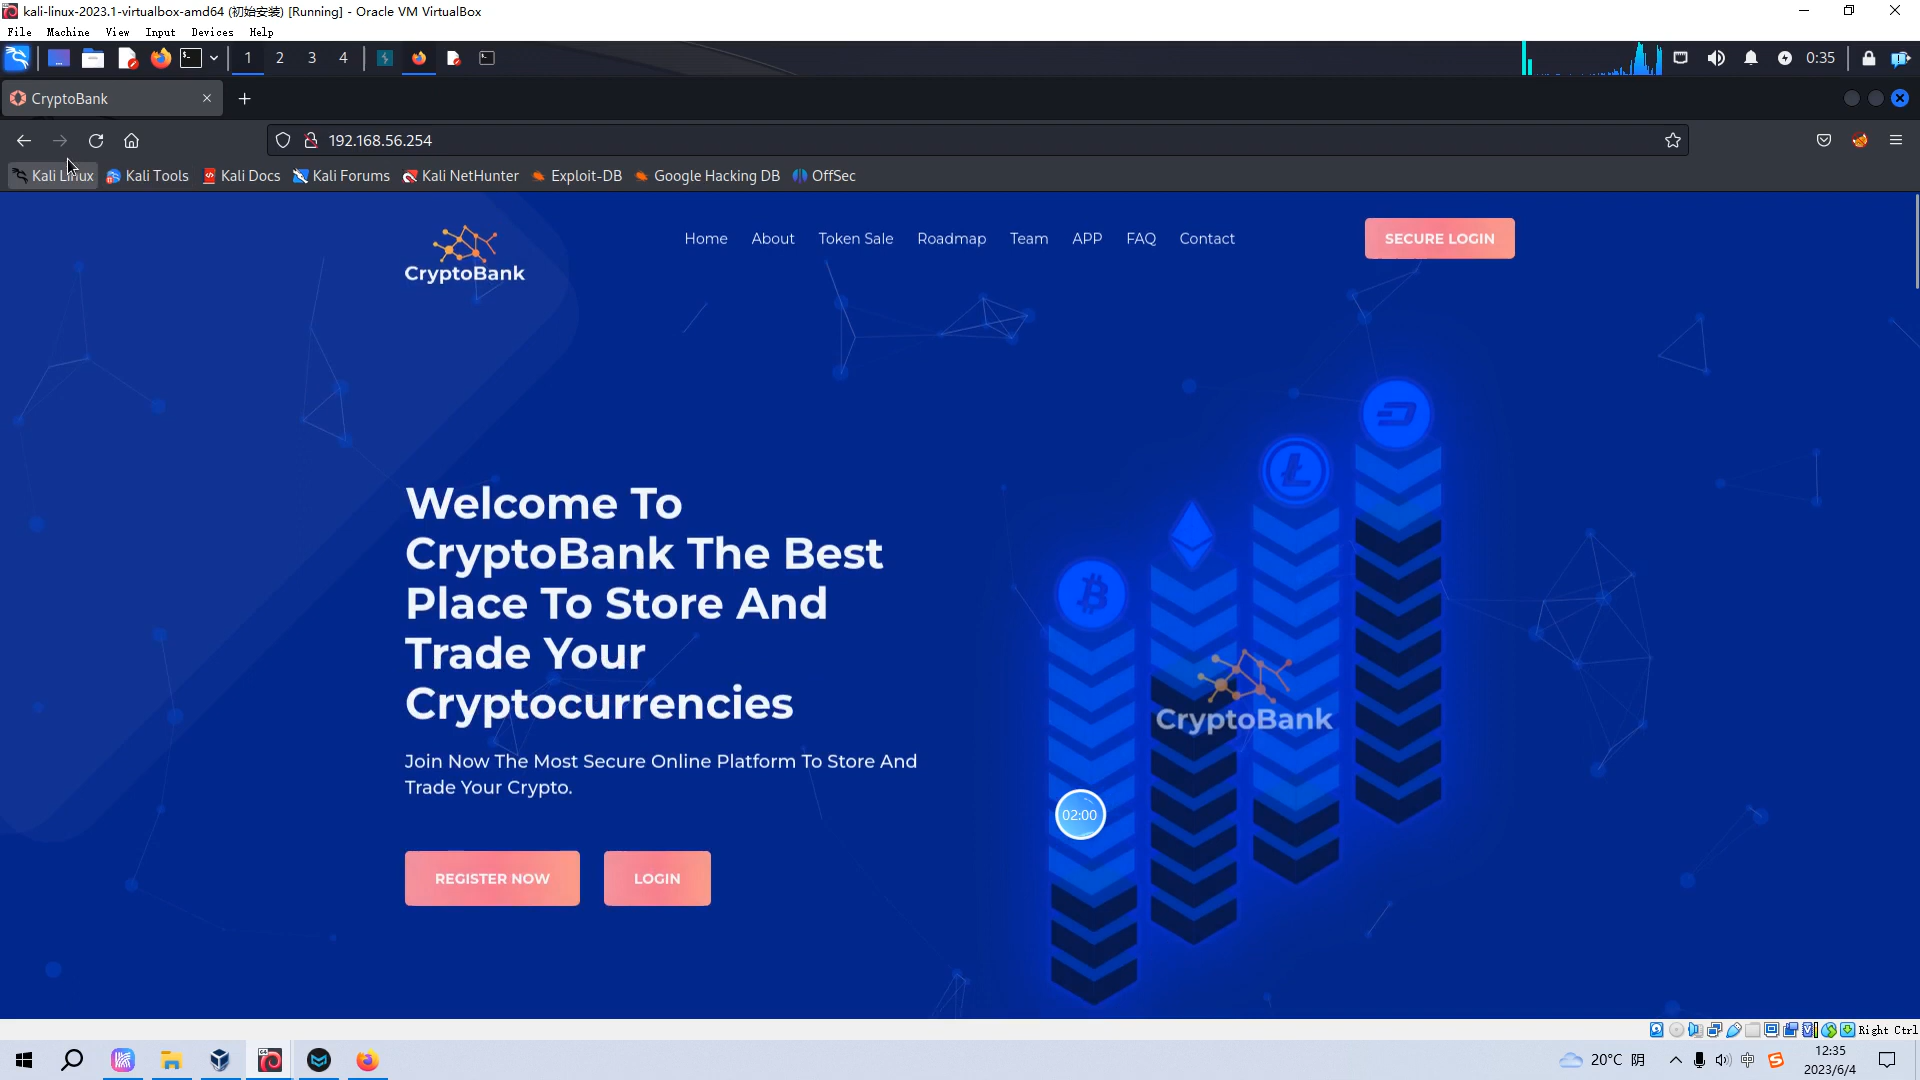 kali-linux-2023.1-virtualbox-amd64 (初始安装) [Running] - Oracle VM VirtualBox
File Machine View Input Devices Help
1 2 3 4 0:35
CryptoBank
192.168.56.254
Kali Linux Kali Tools Kali Docs Kali Forums Kali NetHunter Exploit-DB Google Hacking DB OffSec
CryptoBank
Home About Token Sale Roadmap Team APP FAQ Contact
SECURE LOGIN
Welcome To
CryptoBank The Best
Place To Store And
Trade Your
Cryptocurrencies
Join Now The Most Secure Online Platform To Store And
Trade Your Crypto.
REGISTER NOW LOGIN
CryptoBank
02:00
Right Ctrl
20°C 阴
中
12:35
2023/6/4